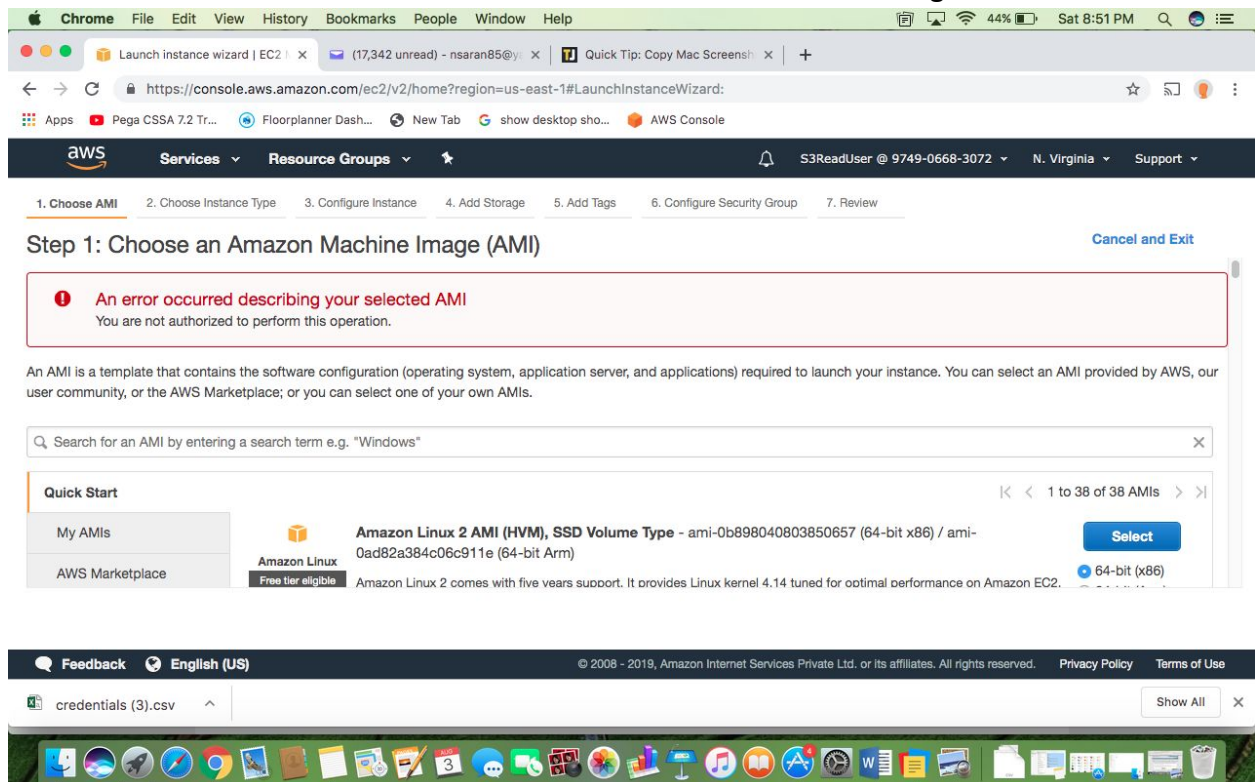 Chrome File Edit View History Bookmarks People Window Help 44% Sat 8:51 PM
Launch instance wizard | EC2 (17,342 unread) - nsaran85@y Quick Tip: Copy Mac Screensh
https://console.aws.amazon.com/ec2/v2/home?region=us-east-1#LaunchInstanceWizard:
Apps Pega CSSA 7.2 Tr... Floorplanner Dash... New Tab show desktop sho... AWS Console
aws Services Resource Groups S3ReadUser @ 9749-0668-3072 N. Virginia Support
1. Choose AMI 2. Choose Instance Type 3. Configure Instance 4. Add Storage 5. Add Tags 6. Configure Security Group 7. Review
Step 1: Choose an Amazon Machine Image (AMI) Cancel and Exit
An error occurred describing your selected AMI
You are not authorized to perform this operation.
An AMI is a template that contains the software configuration (operating system, application server, and applications) required to launch your instance. You can select an AMI provided by AWS, our
user community, or the AWS Marketplace; or you can select one of your own AMIs.
Search for an AMI by entering a search term e.g. "Windows"
Quick Start 1 to 38 of 38 AMIs
My AMIs
AWS Marketplace
Amazon Linux
Free tier eligible
Amazon Linux 2 AMI (HVM), SSD Volume Type - ami-0b898040803850657 (64-bit x86) / ami-
0ad82a384c06c911e (64-bit Arm)
Amazon Linux 2 comes with five years support. It provides Linux kernel 4.14 tuned for optimal performance on Amazon EC2,
Select
64-bit (x86)
Feedback English (US) © 2008 - 2019, Amazon Internet Services Private Ltd. or its affiliates. All rights reserved. Privacy Policy Terms of Use
credentials (3).csv Show All
AUG
3